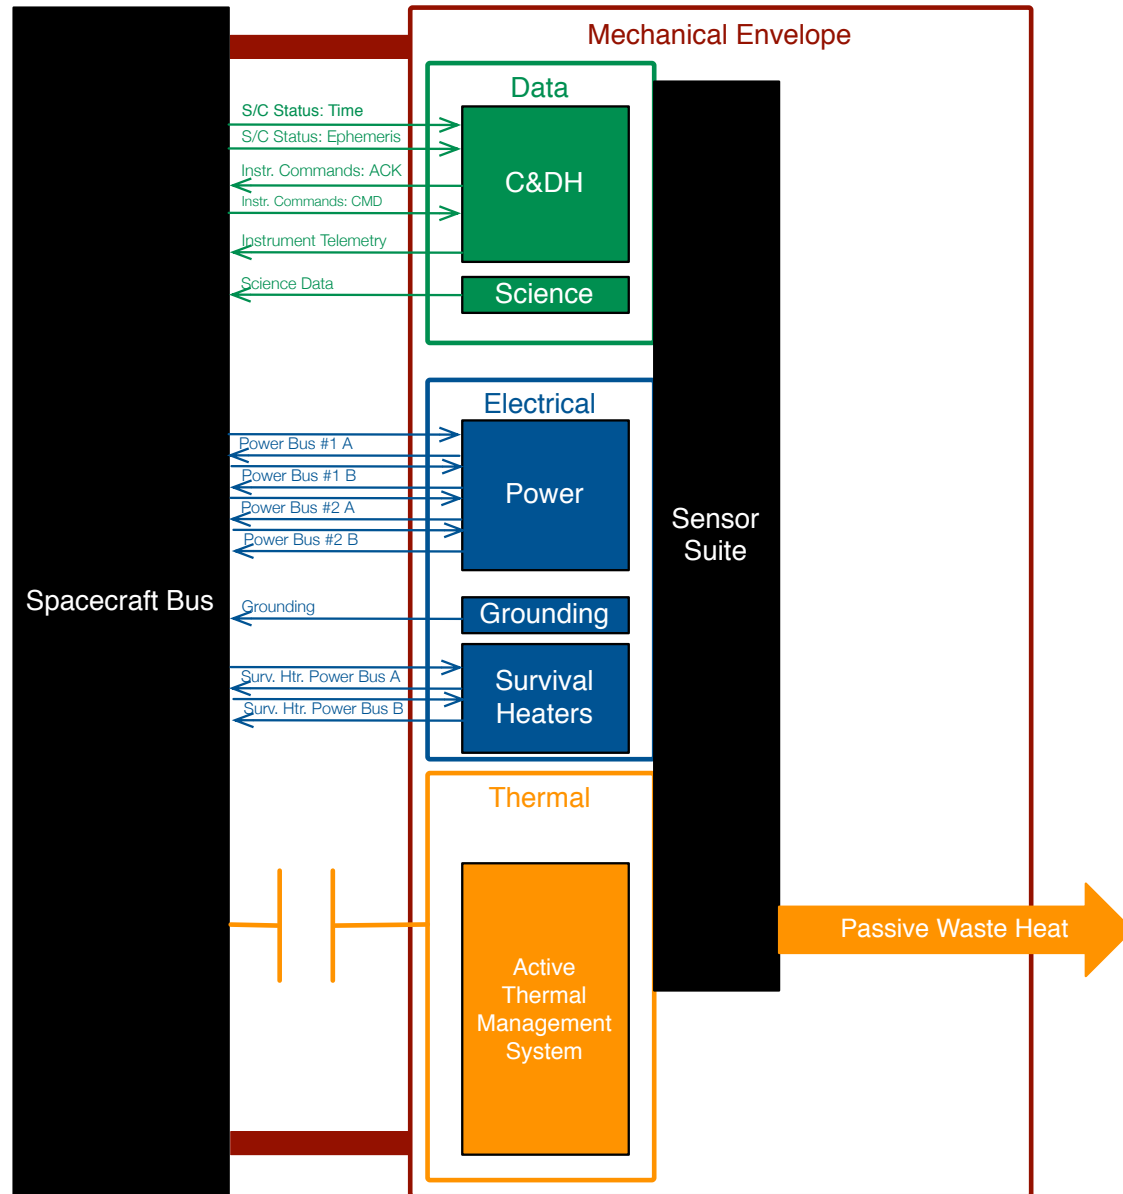 Mechanical Envelope
Data
S/C Status: Time
S/C Status: Ephemeris
Instr. Commands: ACK
Instr. Commands: CMD
Instrument Telemetry
Science Data
C&DH
Science
Electrical
Power Bus #1 A
Power Bus #1 B
Power Bus #2 A
Power Bus #2 B
Power
Grounding
Grounding
Surv. Htr. Power Bus A
Surv. Htr. Power Bus B
Survival
Heaters
Spacecraft Bus
Sensor
Suite
Thermal
Active
Thermal
Management
System
Passive Waste Heat